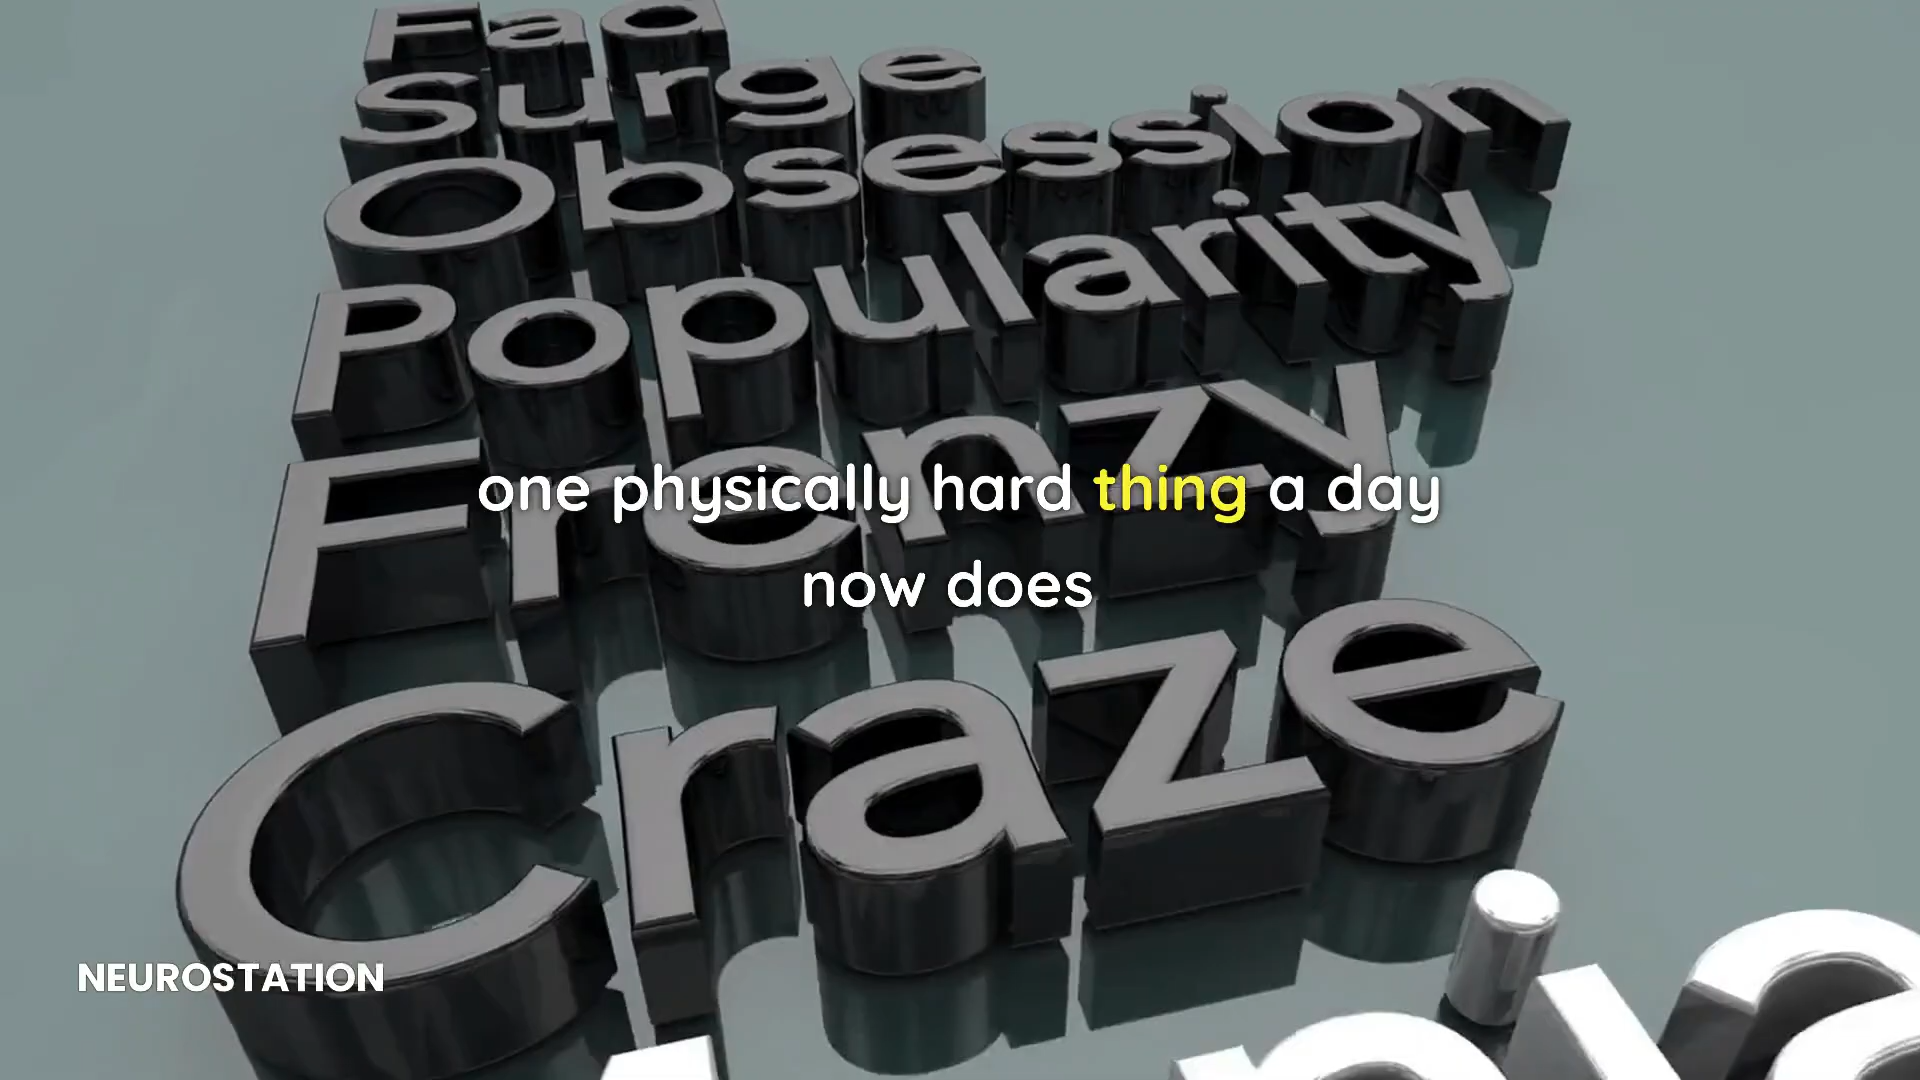 Fad
Surge
Obsession
Popularity
Frenzy
one physically hard thing a day
now does
Craze
NEUROSTATION